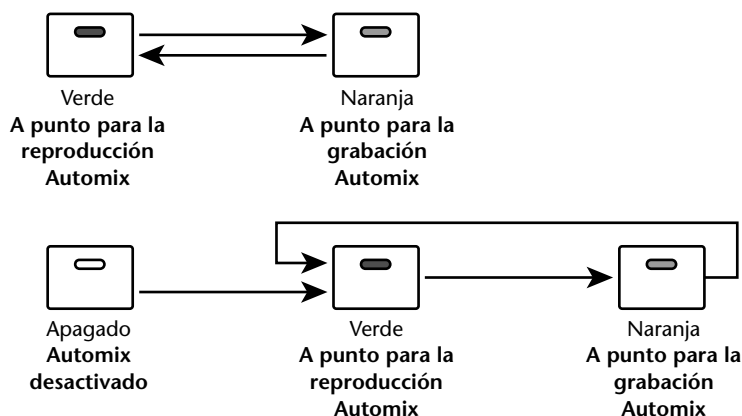 Verde
A punto para la
reproducción
Automix
Naranja
A punto para la
grabación
Automix
Apagado
Automix
desactivado
Verde
A punto para la
reproducción
Automix
Naranja
A punto para la
grabación
Automix